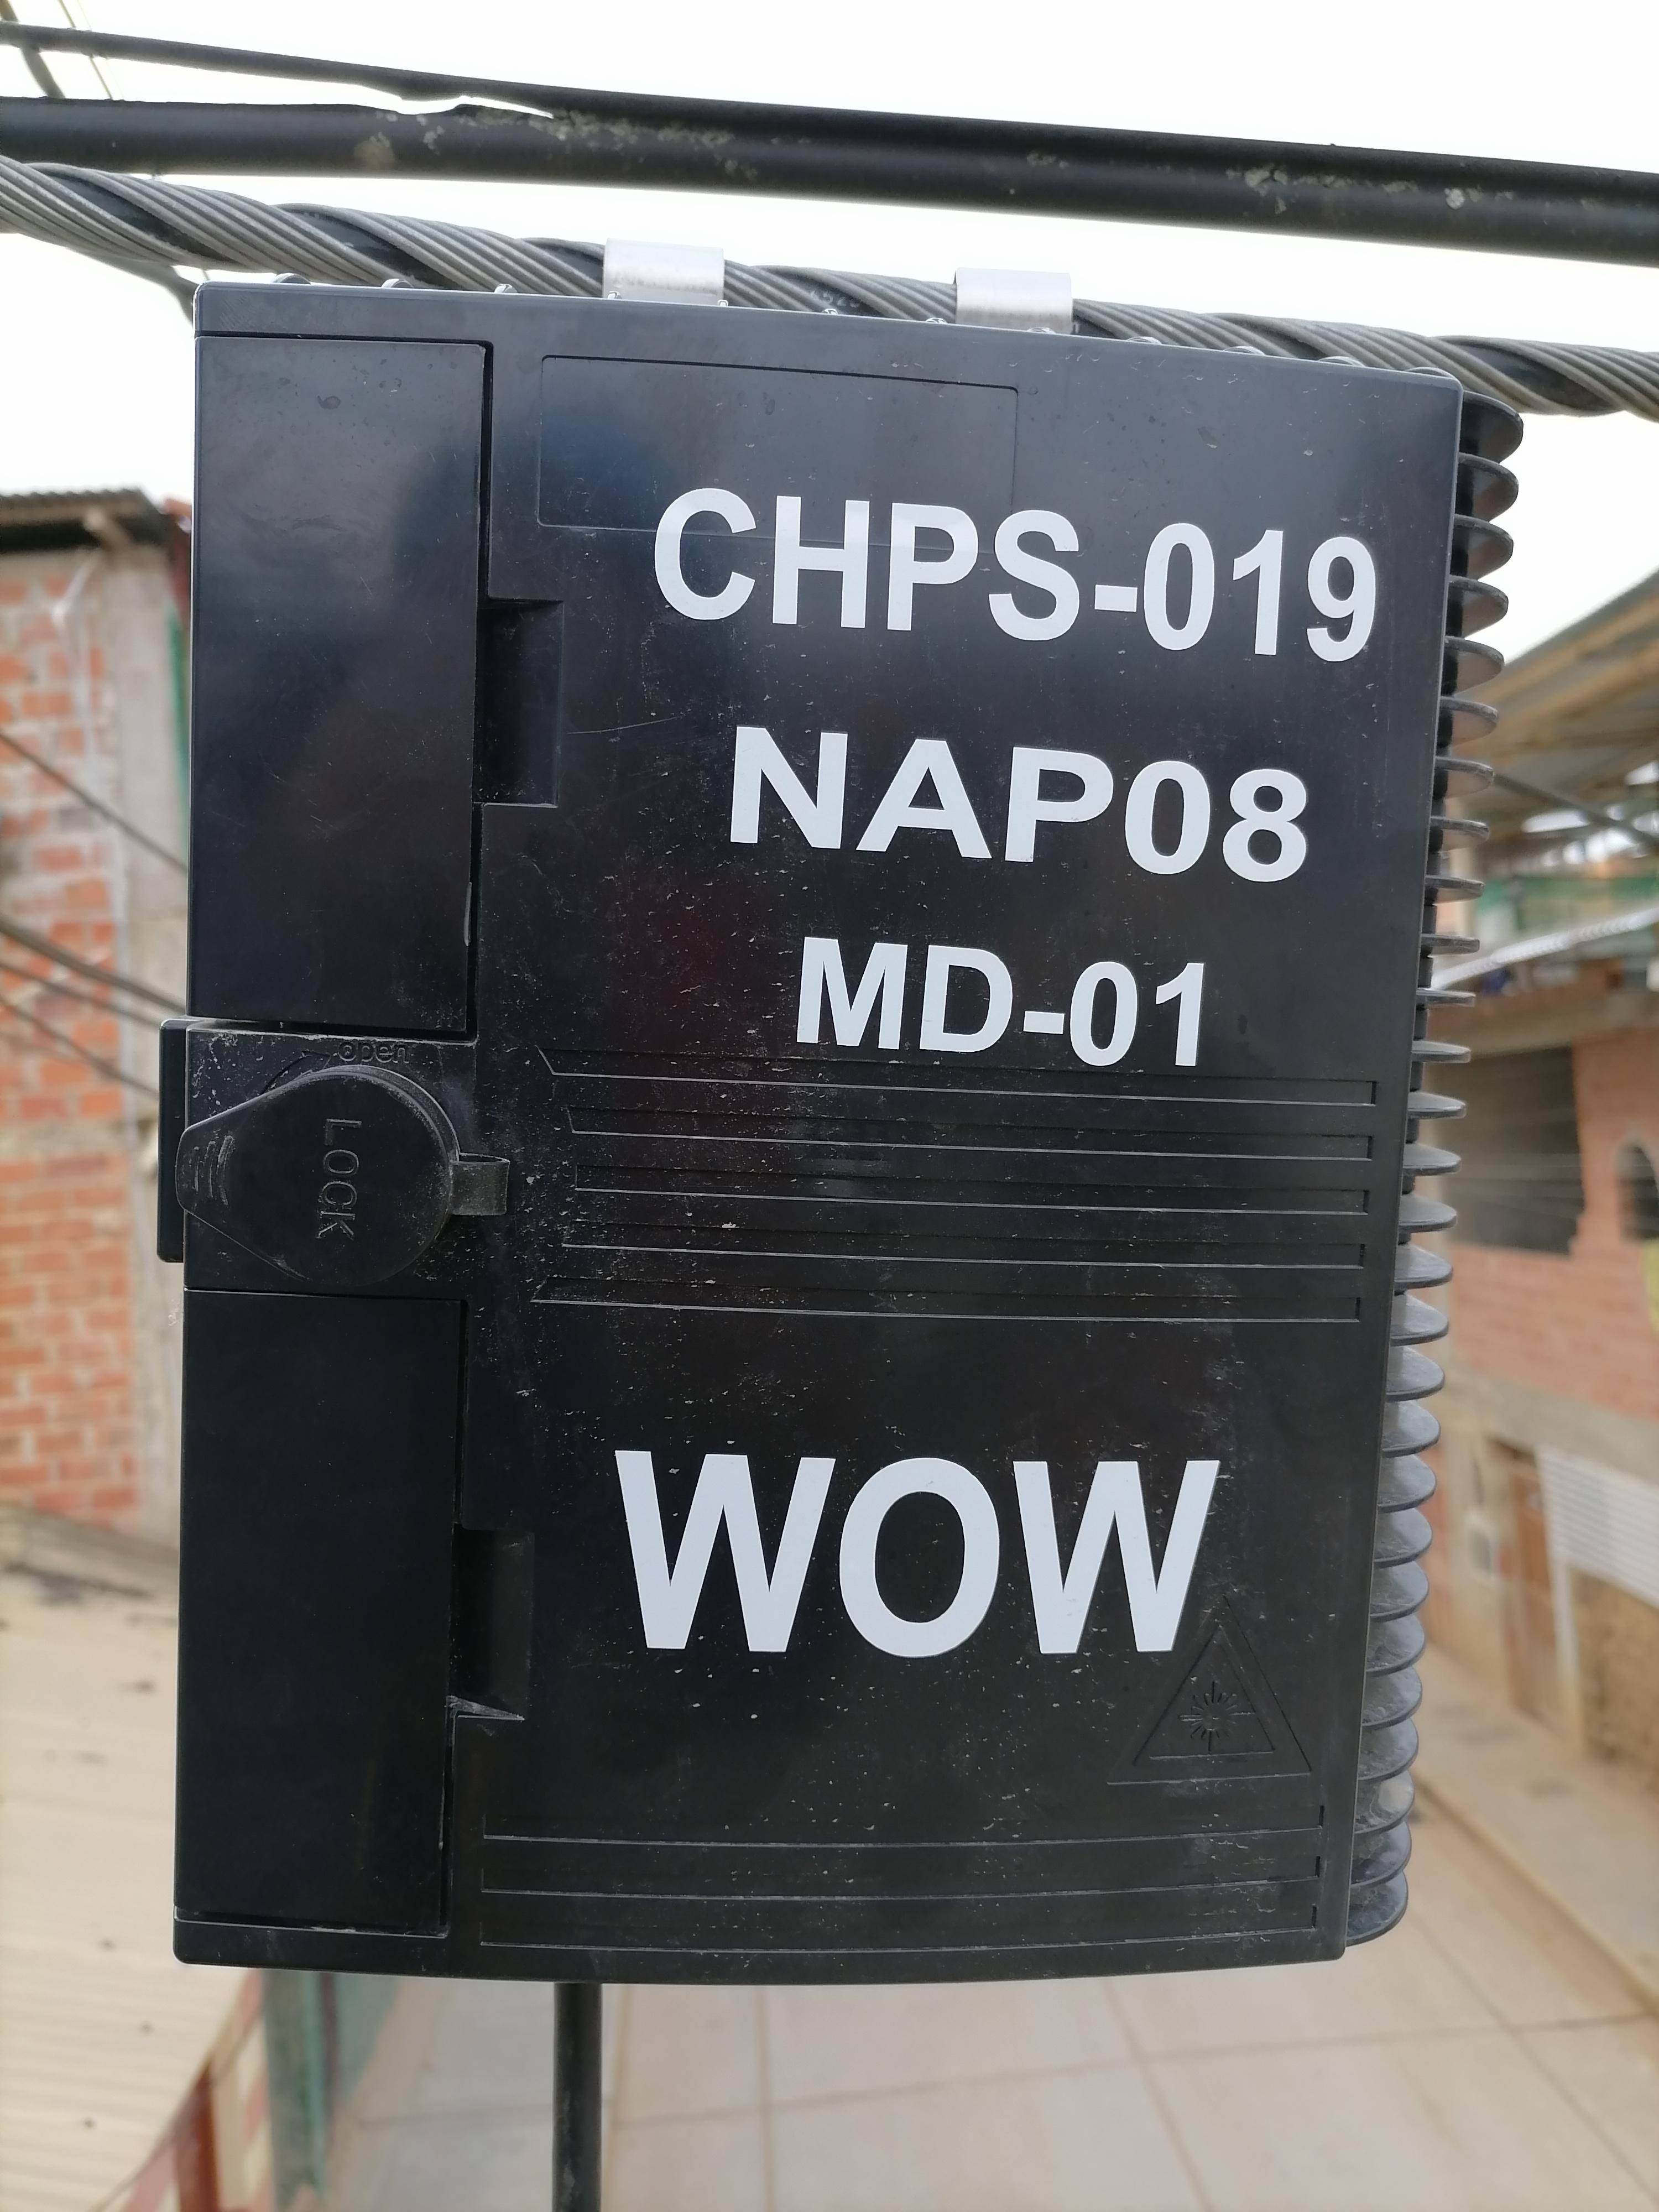 CHPS-019
NAP08
MD-01
open
LOCK
WOW